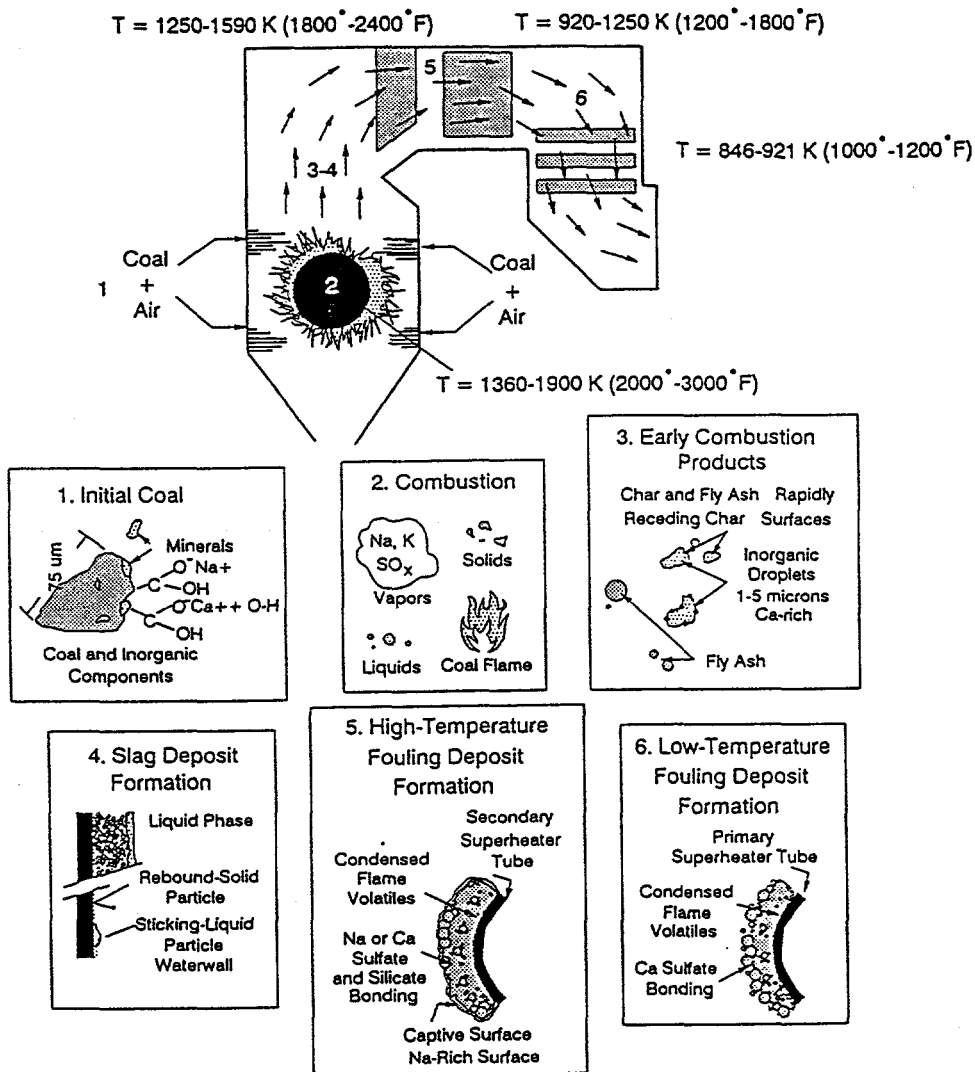 T = 1250-1590 K (1800°-2400°F)
T = 920-1250 K (1200°-1800°F)
5
6
T = 846-921 K (1000°-1200°F)
3-4
Coal
+
Air
1
2
Coal
+
Air
T = 1360-1900 K (2000°-3000°F)
1. Initial Coal
75 um
Minerals
C
O⁻Na+
OH
C
O⁻Ca++ O-H
OH
Coal and Inorganic
Components
2. Combustion
Na, K
SOₓ
Vapors
Solids
Liquids
Coal Flame
3. Early Combustion
Products
Char and Fly Ash Rapidly
Receding Char Surfaces
Inorganic
Droplets
1-5 microns
Ca-rich
Fly Ash
4. Slag Deposit
Formation
Liquid Phase
Rebound-Solid
Particle
Sticking-Liquid
Particle
Waterwall
5. High-Temperature
Fouling Deposit
Formation
Secondary
Superheater
Tube
Condensed
Flame
Volatiles
Na or Ca
Sulfate
and Silicate
Bonding
Captive Surface
Na-Rich Surface
6. Low-Temperature
Fouling Deposit
Formation
Primary
Superheater Tube
Condensed
Flame
Volatiles
Ca Sulfate
Bonding